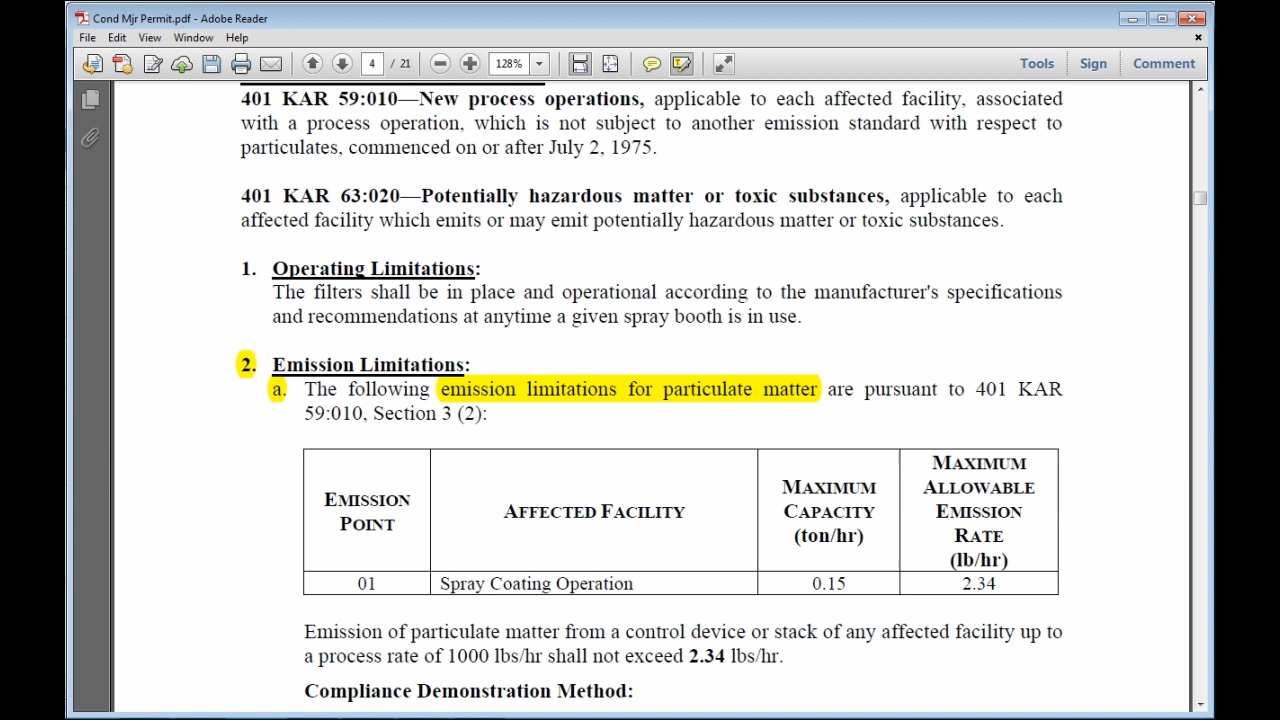 Cond Mjr Permit.pdf - Adobe Reader
File Edit View Window Help
4 / 21 128% Tools Sign Comment
401 KAR 59:010—New process operations, applicable to each affected facility, associated
with a process operation, which is not subject to another emission standard with respect to
particulates, commenced on or after July 2, 1975.
401 KAR 63:020—Potentially hazardous matter or toxic substances, applicable to each
affected facility which emits or may emit potentially hazardous matter or toxic substances.
1. Operating Limitations:
The filters shall be in place and operational according to the manufacturer's specifications
and recommendations at anytime a given spray booth is in use.
2. Emission Limitations:
a. The following emission limitations for particulate matter are pursuant to 401 KAR
59:010, Section 3 (2):
EMISSION
POINT
AFFECTED FACILITY
MAXIMUM
CAPACITY
(ton/hr)
MAXIMUM
ALLOWABLE
EMISSION
RATE
(lb/hr)
01 Spray Coating Operation 0.15 2.34
Emission of particulate matter from a control device or stack of any affected facility up to
a process rate of 1000 lbs/hr shall not exceed 2.34 lbs/hr.
Compliance Demonstration Method: